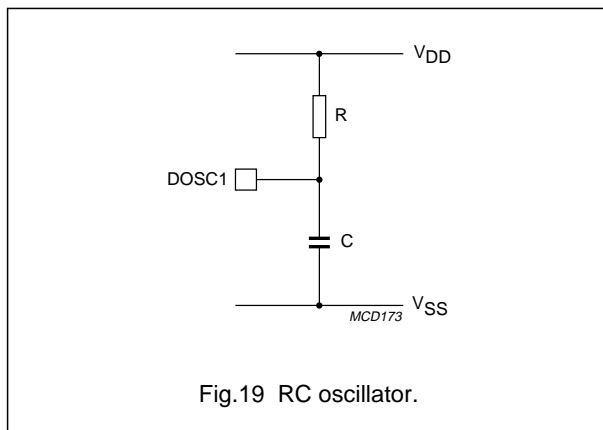 VDD
R
DOSC1
C
VSS
MCD173
Fig.19 RC oscillator.